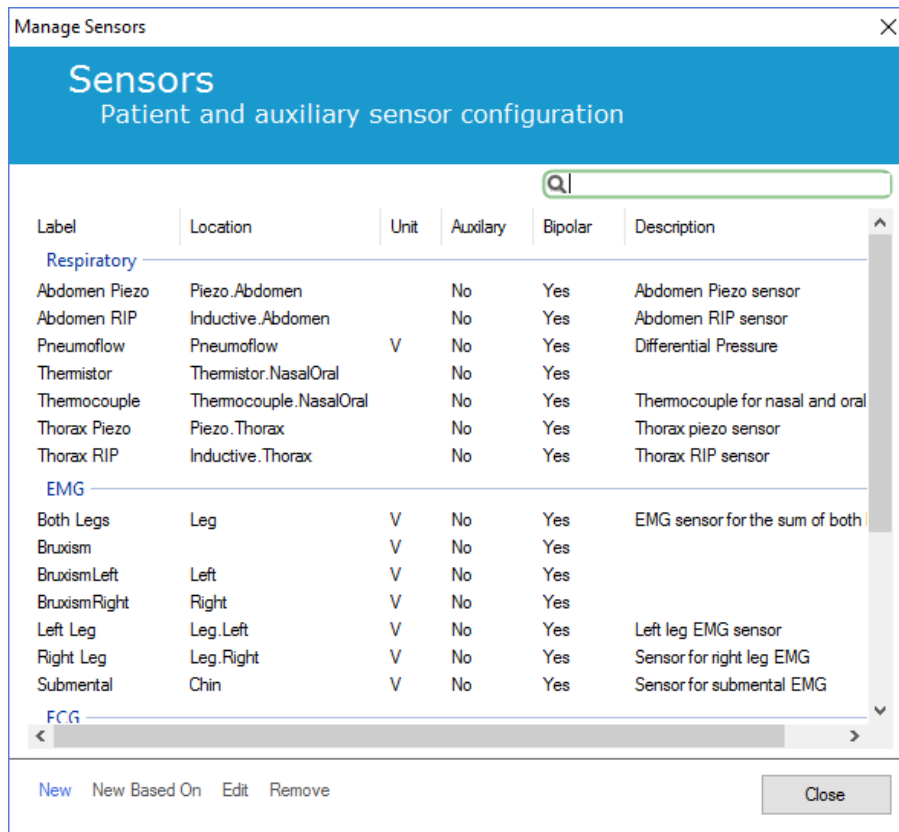 Manage Sensors
Sensors
Patient and auxiliary sensor configuration
Label Location Unit Auxilary Bipolar Description
Respiratory
Abdomen Piezo Piezo.Abdomen No Yes Abdomen Piezo sensor
Abdomen RIP Inductive.Abdomen No Yes Abdomen RIP sensor
Pneumoflow Pneumoflow V No Yes Differential Pressure
Thermistor Thermistor.NasalOral No Yes
Thermocouple Thermocouple.NasalOral No Yes Thermocouple for nasal and oral
Thorax Piezo Piezo.Thorax No Yes Thorax piezo sensor
Thorax RIP Inductive.Thorax No Yes Thorax RIP sensor
EMG
Both Legs Leg V No Yes EMG sensor for the sum of both
Bruxism V No Yes
BruxismLeft Left V No Yes
BruxismRight Right V No Yes
Left Leg Leg.Left V No Yes Left leg EMG sensor
Right Leg Leg.Right V No Yes Sensor for right leg EMG
Submental Chin V No Yes Sensor for submental EMG
ECG
New New Based On Edit Remove Close